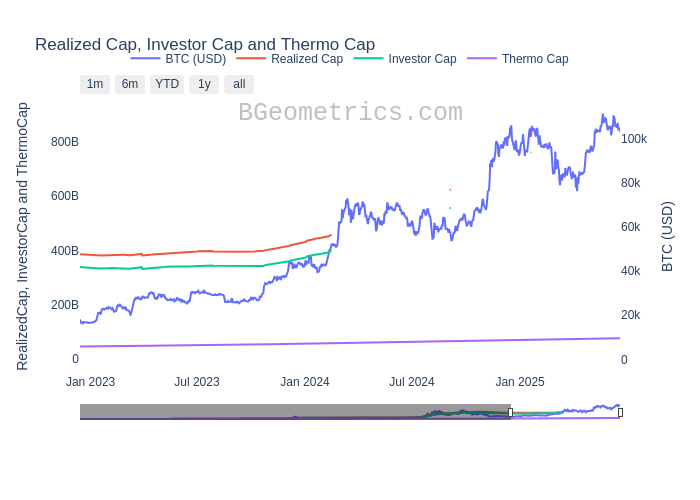 Realized Cap, Investor Cap and Thermo Cap
BTC (USD) Realized Cap Investor Cap Thermo Cap
1m 6m YTD 1y all
BGeometrics.com
RealizedCap, InvestorCap and ThermoCap
800B
600B
400B
200B
0
100k
80k
60k
40k
20k
0
BTC (USD)
Jan 2023 Jul 2023 Jan 2024 Jul 2024 Jan 2025